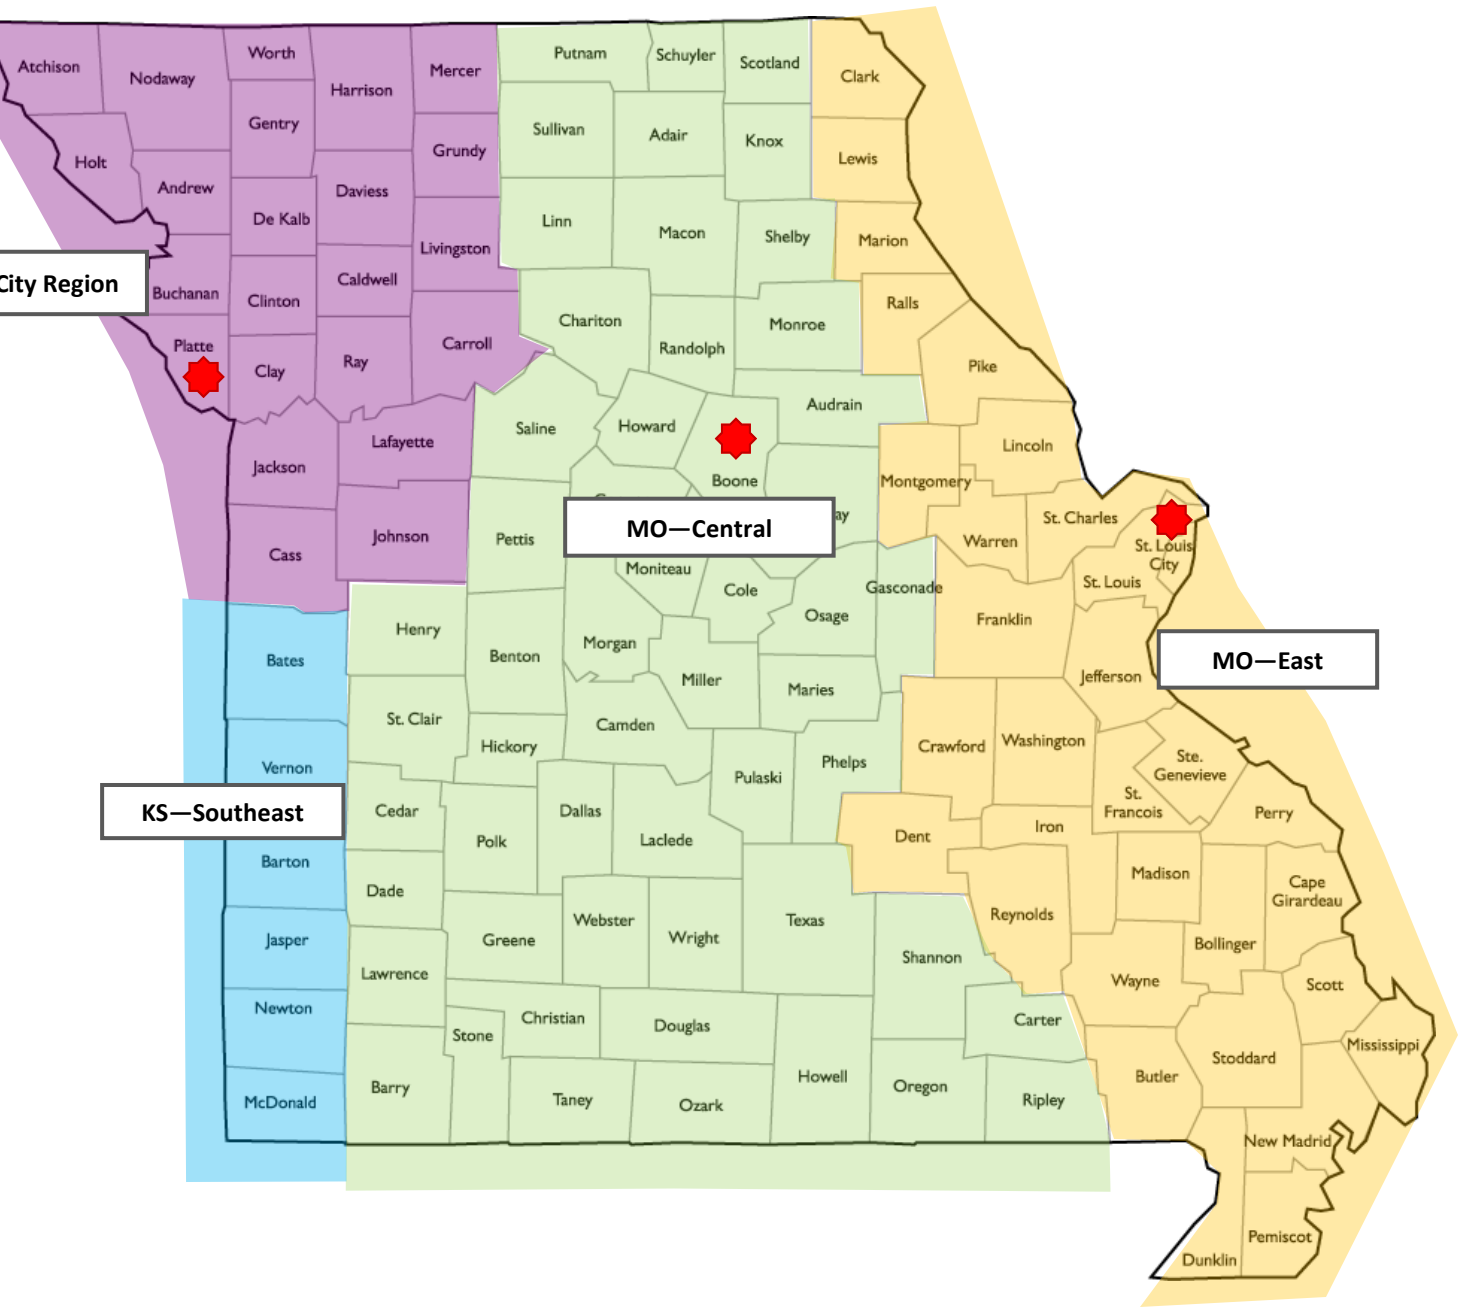 Worth
Putnam
Schuyler
Scotland
Atchison
Nodaway
Mercer
Clark
Harrison
Gentry
Sullivan
Adair
Knox
Grundy
Lewis
Holt
Andrew
Daviess
De Kalb
Linn
Macon
Shelby
Marion
Livingston
City Region
Buchanan
Clinton
Caldwell
Ralls
Chariton
Monroe
Platte
Clay
Ray
Carroll
Randolph
Pike
Audrain
Saline
Howard
Lafayette
Lincoln
Jackson
Boone
Montgomery
MO—Central
St. Charles
Cass
Johnson
Pettis
Warren
St. Louis
City
Moniteau
Cole
Gasconade
St. Louis
Osage
Franklin
Henry
Morgan
Benton
Bates
MO—East
Miller
Maries
Jefferson
St. Clair
Camden
Hickory
Crawford
Washington
Vernon
Pulaski
Phelps
Ste.
Genevieve
KS—Southeast
Cedar
Dallas
St.
Francois
Polk
Laclede
Dent
Iron
Perry
Barton
Dade
Madison
Cape
Girardeau
Webster
Texas
Reynolds
Jasper
Greene
Wright
Bollinger
Shannon
Lawrence
Wayne
Scott
Newton
Christian
Douglas
Carter
Stone
Mississippi
Stoddard
Barry
Howell
Oregon
Butler
McDonald
Taney
Ozark
Ripley
New Madrid
Pemiscot
Dunklin